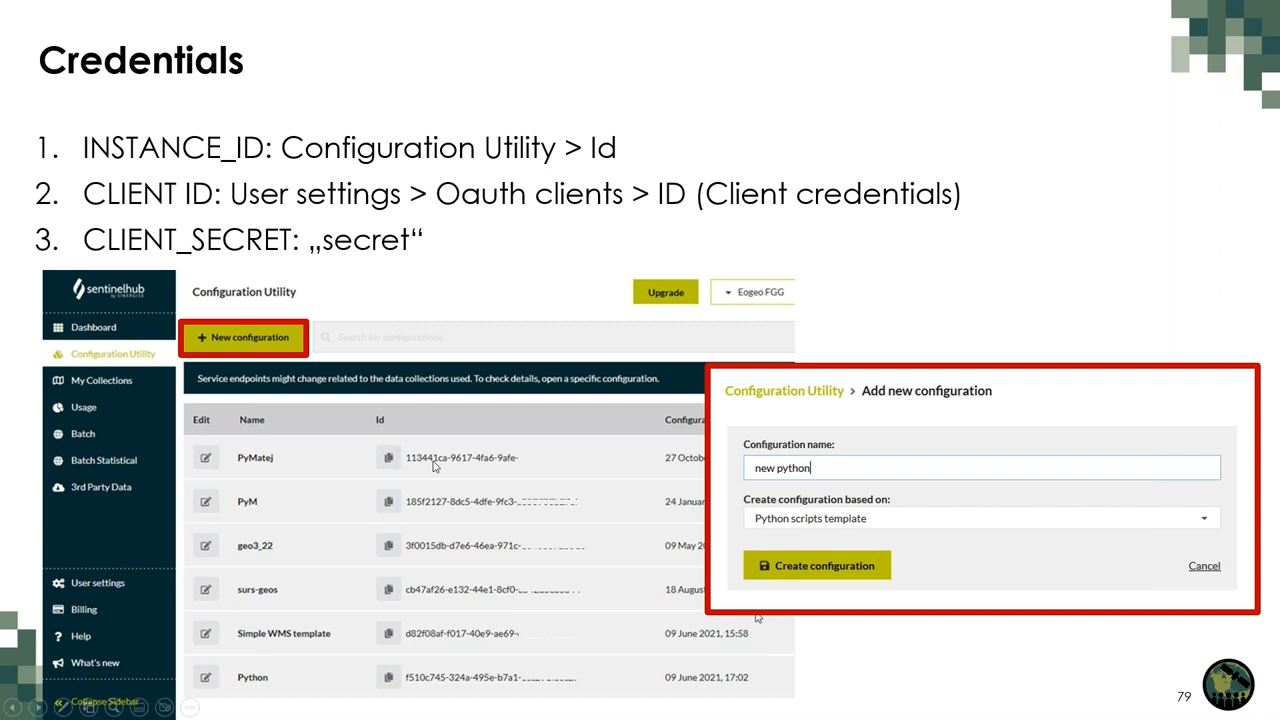 Credentials
1. INSTANCE_ID: Configuration Utility > Id
2. CLIENT ID: User settings > Oauth clients > ID (Client credentials)
3. CLIENT_SECRET: „secret“
sentinelhub
by SINERGISE
Configuration Utility
Upgrade
Eogeo FGG
Dashboard
Configuration Utility
My Collections
Usage
Batch
Batch Statistical
3rd Party Data
User settings
Billing
Help
What's new
Collapse Sidebar
+ New configuration
Search for configurations
Service endpoints might change related to the data collections used. To check details, open a specific configuration.
Edit Name Id
PyMatej 113441ca-9617-4fa6-9afe- 27
PyM 185f2127-8dc5-4dfe-9fc3- 24
geo3_22 3f0015db-d7e6-46ea-971c- 09 May
surs-geos cb47af26-e132-44e1-8cf0- 18
Simple WMS template d82f08af-f017-40e9-ae69- 09 June 2021, 15:58
Python f510c745-324a-495e-b7a1- 09 June 2021, 17:02
Configuration Utility > Add new configuration
Configuration name:
new python
Create configuration based on:
Python scripts template
Create configuration
Cancel
79